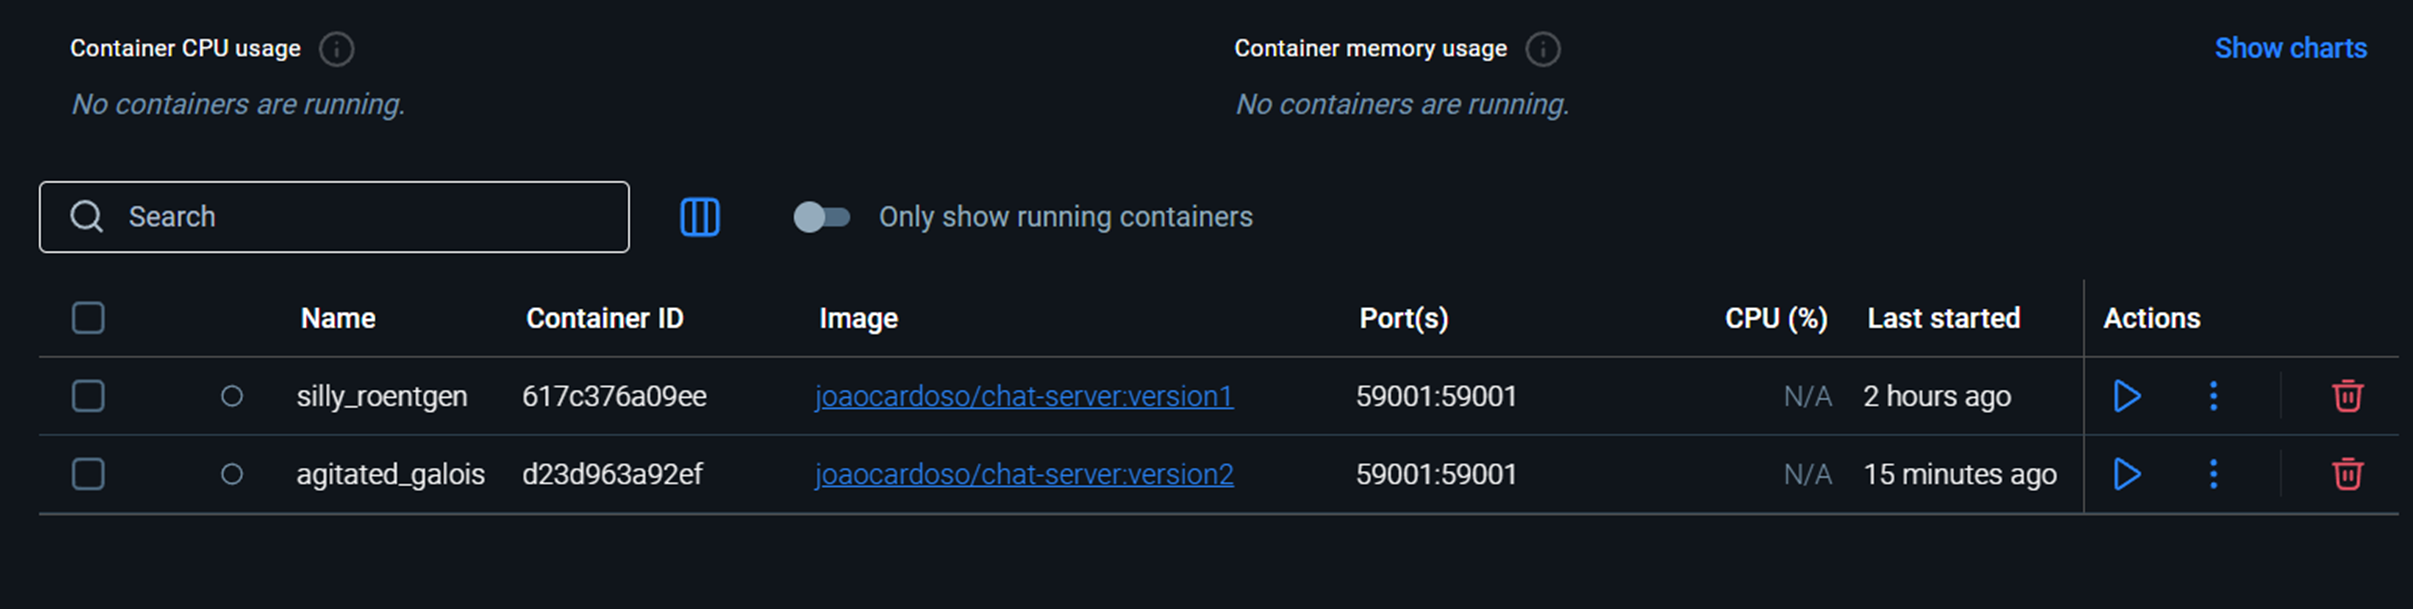 Container CPU usage
Container memory usage
Show charts
No containers are running.
No containers are running.
Search
Only show running containers
Name Container ID Image Port(s) CPU (%) Last started Actions
silly_roentgen 617c376a09ee joaocardoso/chat-server:version1 59001:59001 N/A 2 hours ago
agitated_galois d23d963a92ef joaocardoso/chat-server:version2 59001:59001 N/A 15 minutes ago